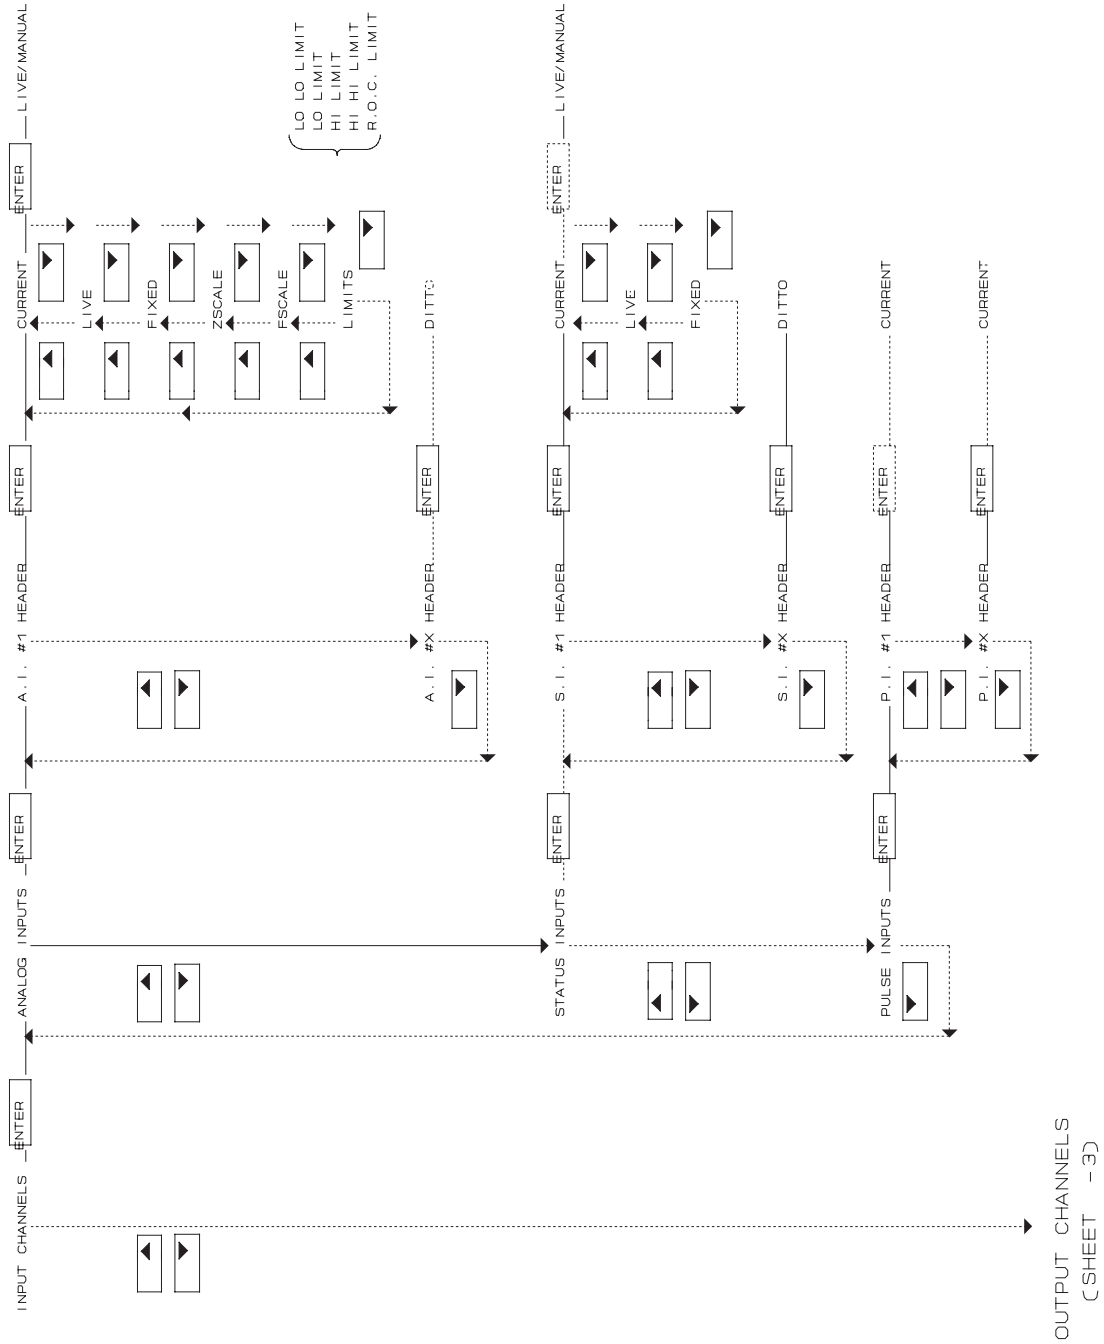 INPUT CHANNELS
ENTER
ANALOG INPUTS
ENTER
A.I. #1 HEADER
ENTER
CURRENT
ENTER
LIVE/MANUAL
LIVE
FIXED
ZSCALE
FSCALE
LIMITS
LO LO LIMIT
LO LIMIT
HI LIMIT
HI HI LIMIT
R.O.C. LIMIT
A.I. #X HEADER
ENTER
DITTO
STATUS INPUTS
ENTER
S.I. #1 HEADER
ENTER
CURRENT
ENTER
LIVE/MANUAL
LIVE
FIXED
S.I. #X HEADER
ENTER
DITTO
PULSE INPUTS
ENTER
P.I. #1 HEADER
ENTER
CURRENT
P.I. #X HEADER
ENTER
CURRENT
OUTPUT CHANNELS
(SHEET -3)